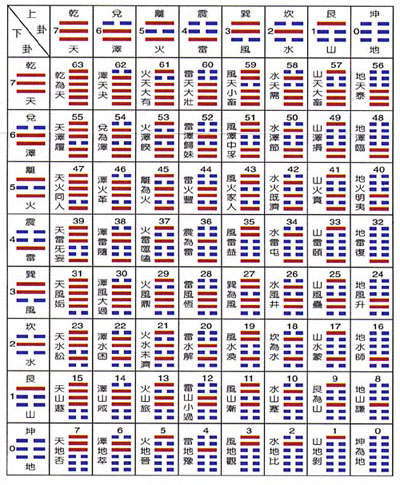 上卦 乾 兌 離 震 巽 坎 艮 坤
下卦 7 6 5 4 3 2 1 0
天 澤 火 雷 風 水 山 地
乾 63 62 61 60 59 58 57 56
7 天 乾為天 澤天夬 火天大有 雷天大壯 風天小畜 水天需 山天大畜 地天泰
兌 55 54 53 52 51 50 49 48
6 澤 天澤履 兌為澤 火澤睽 雷澤歸妹 風澤中孚 水澤節 山澤損 地澤臨
離 47 46 45 44 43 42 41 40
5 火 天火同人 澤火革 離為火 雷火豐 風火家人 水火既濟 山火賁 地火明夷
震 39 38 37 36 35 34 33 32
4 雷 天雷无妄 澤雷隨 火雷噬嗑 震為雷 風雷益 水雷屯 山雷頤 地雷復
巽 31 30 29 28 27 26 25 24
3 風 天風姤 澤風大過 火風鼎 雷風恆 巽為風 水風井 山風蠱 地風升
坎 23 22 21 20 19 18 17 16
2 水 天水訟 澤水困 火水未濟 雷水解 風水渙 坎為水 山水蒙 地水師
艮 15 14 13 12 11 10 9 8
1 山 天山遯 澤山咸 火山旅 雷山小過 風山漸 水山蹇 艮為山 地山謙
坤 7 6 5 4 3 2 1 0
0 地 天地否 澤地萃 火地晉 雷地豫 風地觀 水地比 山地剝 坤為地